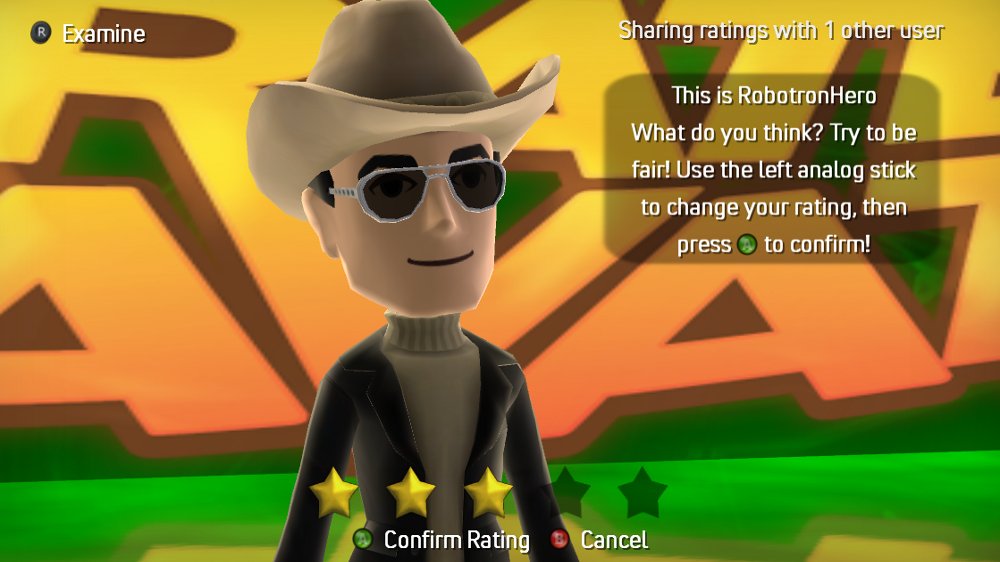 R Examine
Sharing ratings with 1 other user
This is RobotronHero
What do you think? Try to be
fair! Use the left analog stick
to change your rating, then
press A to confirm!
A Confirm Rating B Cancel